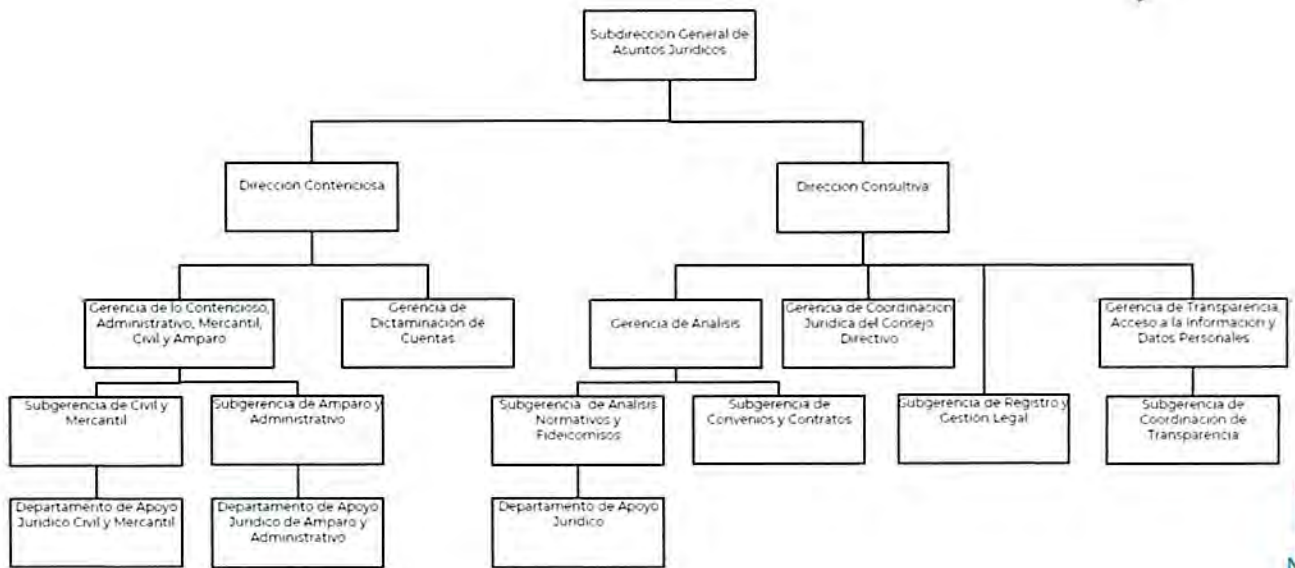 Subdirección General de
Asuntos Jurídicos
Dirección Contenciosa
Dirección Consultiva
Gerencia de lo Contencioso,
Administrativo, Mercantil,
Civil y Amparo
Gerencia de
Dictaminación de
Cuentas
Gerencia de Análisis
Gerencia de Coordinación
Jurídica del Consejo
Directivo
Gerencia de Transparencia,
Acceso a la Información y
Datos Personales
Subgerencia de Civil y
Mercantil
Subgerencia de Amparo y
Administrativo
Subgerencia de Análisis
Normativos y
Fideicomisos
Subgerencia de
Convenios y Contratos
Subgerencia de Registro y
Gestión Legal
Subgerencia de
Coordinación de
Transparencia
Departamento de Apoyo
Jurídico Civil y Mercantil
Departamento de Apoyo
Jurídico de Amparo y
Administrativo
Departamento de Apoyo
Jurídico